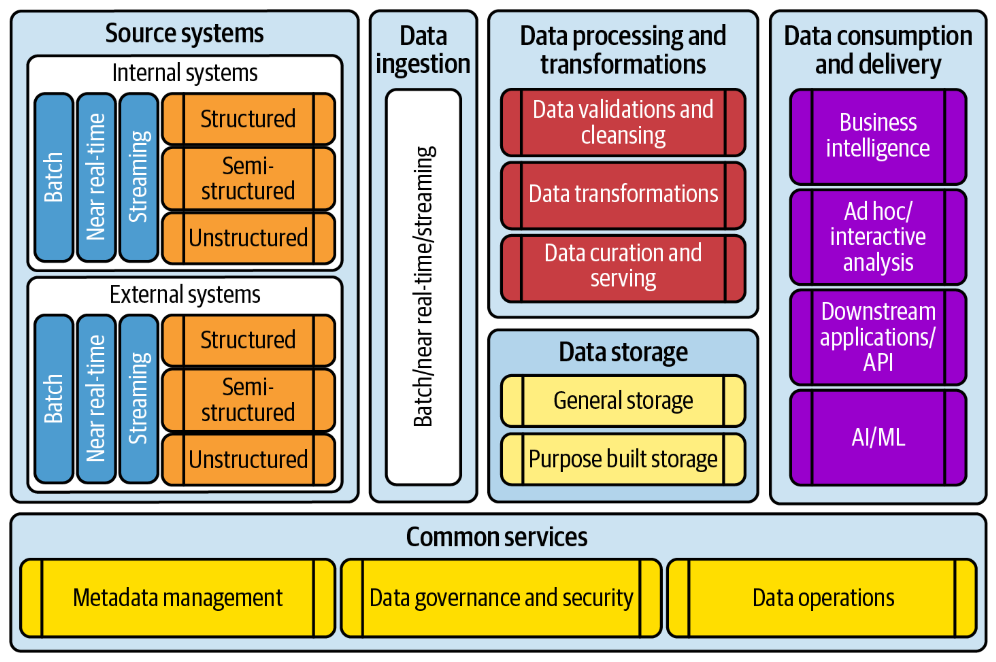 Source systems
Internal systems
Batch
Near real-time
Streaming
Structured
Semi-
structured
Unstructured
External systems
Batch
Near real-time
Streaming
Structured
Semi-
structured
Unstructured
Data
ingestion
Batch/near real-time/streaming
Data processing and
transformations
Data validations and
cleansing
Data transformations
Data curation and
serving
Data storage
General storage
Purpose built storage
Data consumption
and delivery
Business
intelligence
Ad hoc/
interactive
analysis
Downstream
applications/
API
AI/ML
Common services
Metadata management
Data governance and security
Data operations